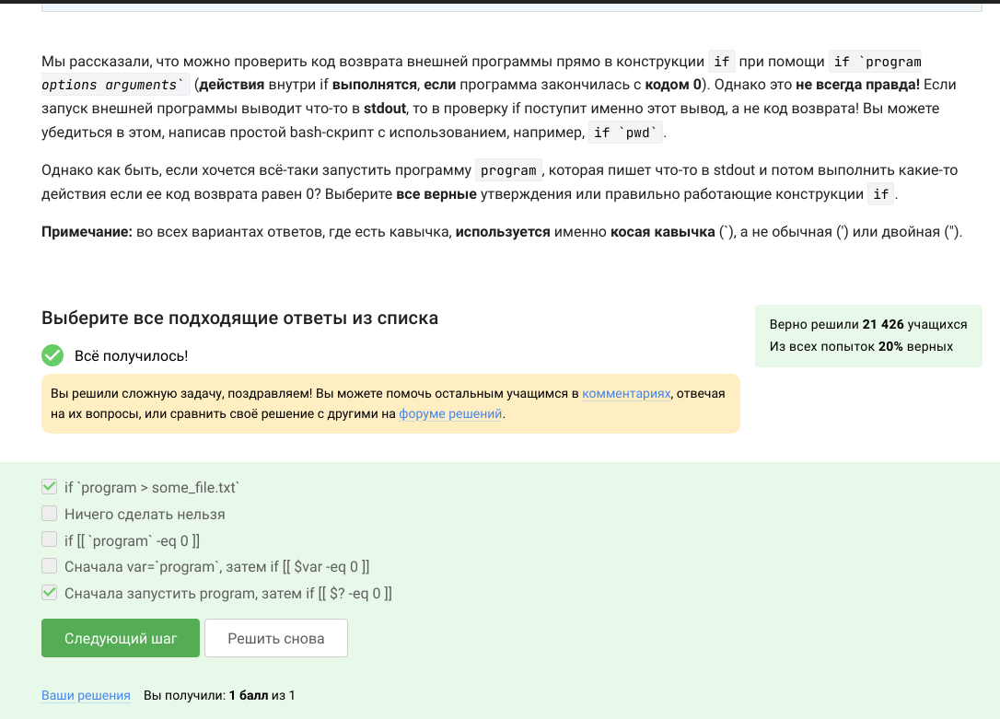 Мы рассказали, что можно проверить код возврата внешней программы прямо в конструкции if при помощи if `program
options arguments` (действия внутри if выполнятся, если программа закончилась с кодом 0). Однако это не всегда правда! Если
запуск внешней программы выводит что-то в stdout, то в проверку if поступит именно этот вывод, а не код возврата! Вы можете
убедиться в этом, написав простой bash-скрипт с использованием, например, if `pwd`.
Однако как быть, если хочется всё-таки запустить программу program, которая пишет что-то в stdout и потом выполнить какие-то
действия если ее код возврата равен 0? Выберите все верные утверждения или правильно работающие конструкции if.
Примечание: во всех вариантах ответов, где есть кавычка, используется именно косая кавычка (`), а не обычная (') или двойная (").
Выберите все подходящие ответы из списка
Верно решили 21 426 учащихся
Из всех попыток 20% верных
Всё получилось!
Вы решили сложную задачу, поздравляем! Вы можете помочь остальным учащимся в комментариях, отвечая
на их вопросы, или сравнить своё решение с другими на форуме решений.
if `program > some_file.txt`
Ничего сделать нельзя
if [[ `program` -eq 0 ]]
Сначала var=`program`, затем if [[ $var -eq 0 ]]
Сначала запустить program, затем if [[ $? -eq 0 ]]
Следующий шаг Решить снова
Ваши решения Вы получили: 1 балл из 1